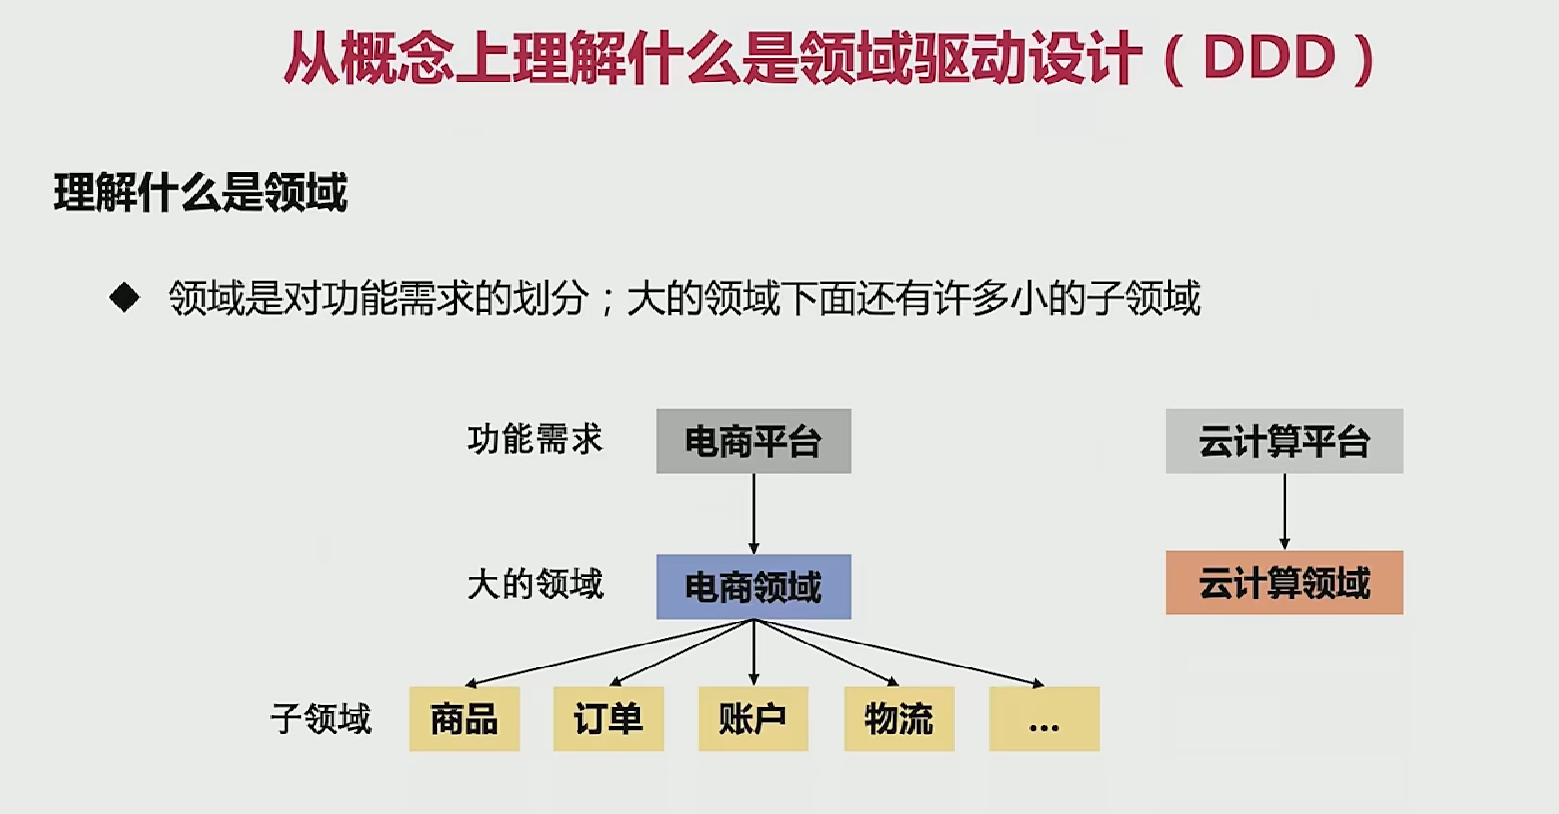 从概念上理解什么是领域驱动设计（DDD）
理解什么是领域
◆ 领域是对功能需求的划分；大的领域下面还有许多小的子领域
功能需求 电商平台 云计算平台
大的领域 电商领域 云计算领域
子领域 商品 订单 账户 物流 ...